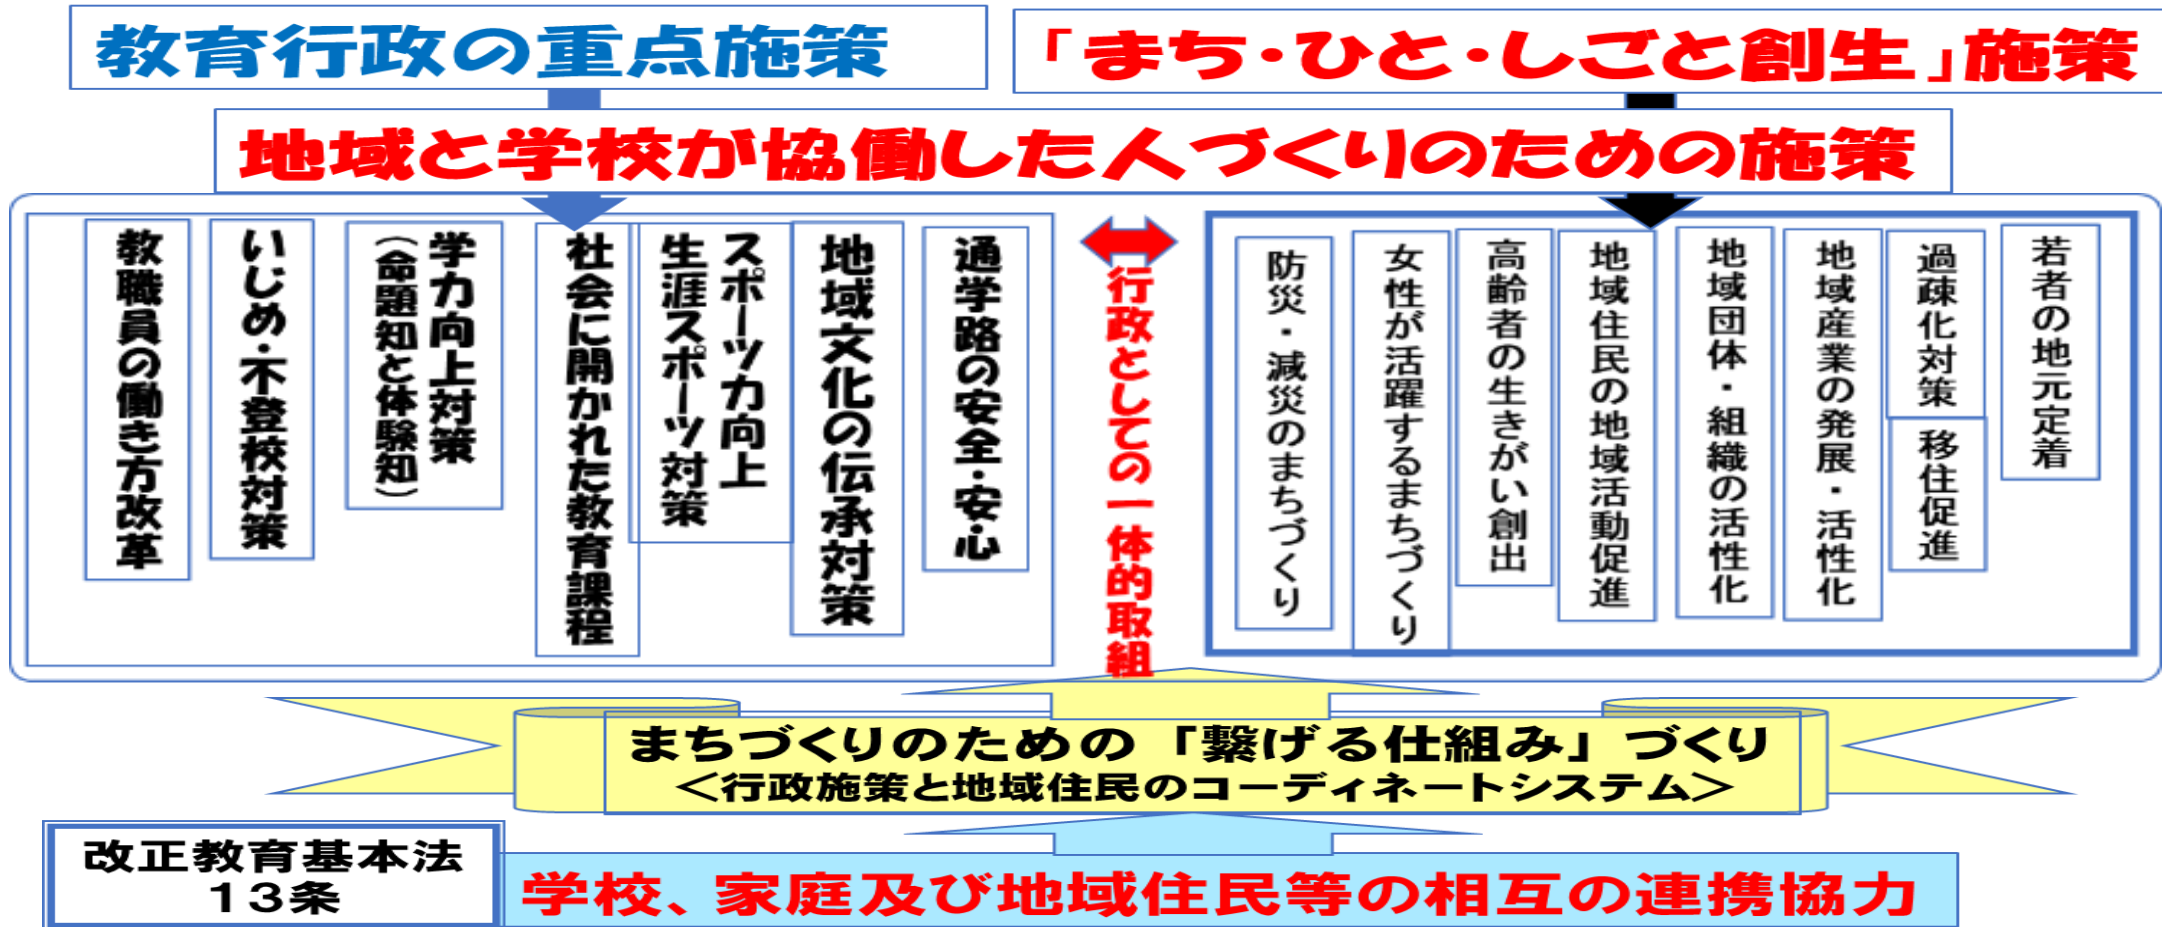 教育行政の重点施策
「まち・ひと・しごと創生」施策
地域と学校が協働した人づくりのための施策
教職員の働き方改革
いじめ・不登校対策
学力向上対策
（命題知と体験知）
社会に開かれた教育課程
スポーツ力向上
生涯スポーツ対策
地域文化の伝承対策
通学路の安全・安心
行政としての一体的取組
防災・減災のまちづくり
女性が活躍するまちづくり
高齢者の生きがい創出
地域住民の地域活動促進
地域団体・組織の活性化
地域産業の発展・活性化
過疎化対策
移住促進
若者の地元定着
まちづくりのための「繋げる仕組み」づくり
＜行政施策と地域住民のコーディネートシステム＞
改正教育基本法
１３条
学校、家庭及び地域住民等の相互の連携協力